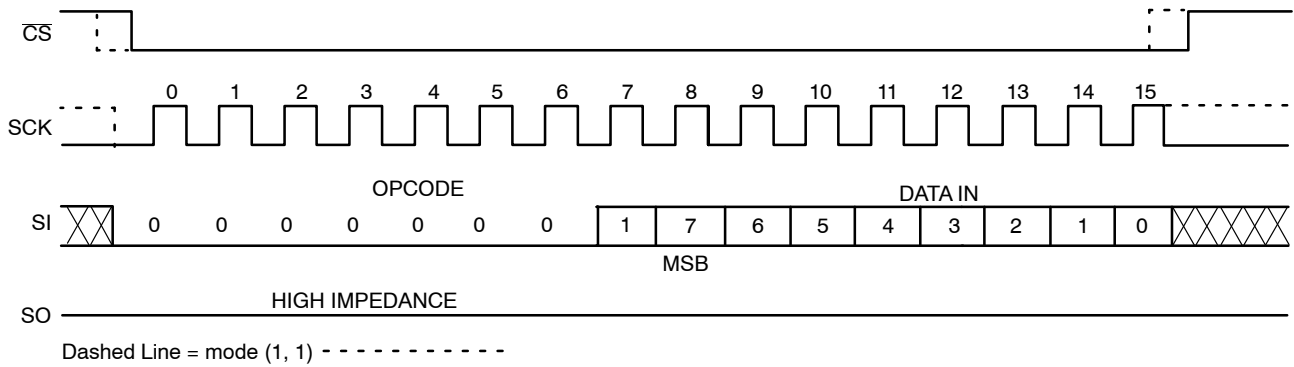 CS
0 1 2 3 4 5 6 7 8 9 10 11 12 13 14 15
SCK
OPCODE DATA IN
SI 0 0 0 0 0 0 0 1 7 6 5 4 3 2 1 0
MSB
HIGH IMPEDANCE
SO
Dashed Line = mode (1, 1)